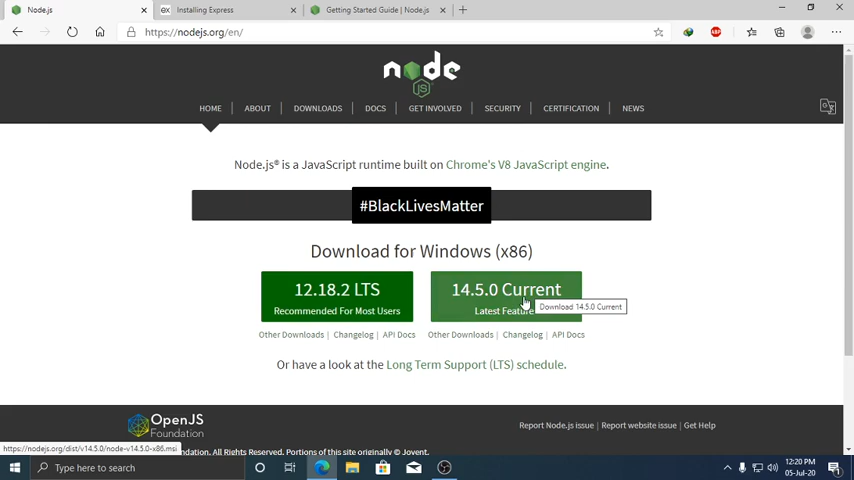 Node.js
Installing Express
Getting Started Guide | Node.js
https://nodejs.org/en/
ABP
node
JS
HOME | ABOUT | DOWNLOADS | DOCS | GET INVOLVED | SECURITY | CERTIFICATION | NEWS
Node.js® is a JavaScript runtime built on Chrome's V8 JavaScript engine.
#BlackLivesMatter
Download for Windows (x86)
12.18.2 LTS
Recommended For Most Users
14.5.0 Current
Latest Feature
Download 14.5.0 Current
Other Downloads | Changelog | API Docs
Other Downloads | Changelog | API Docs
Or have a look at the Long Term Support (LTS) schedule.
OpenJS
Foundation
Report Node.js issue | Report website issue | Get Help
https://nodejs.org/dist/v14.5.0/node-v14.5.0-x86.msi
Foundation. All Rights Reserved. Portions of this site originally © Joyent.
Type here to search
12:20 PM
05-Jul-20